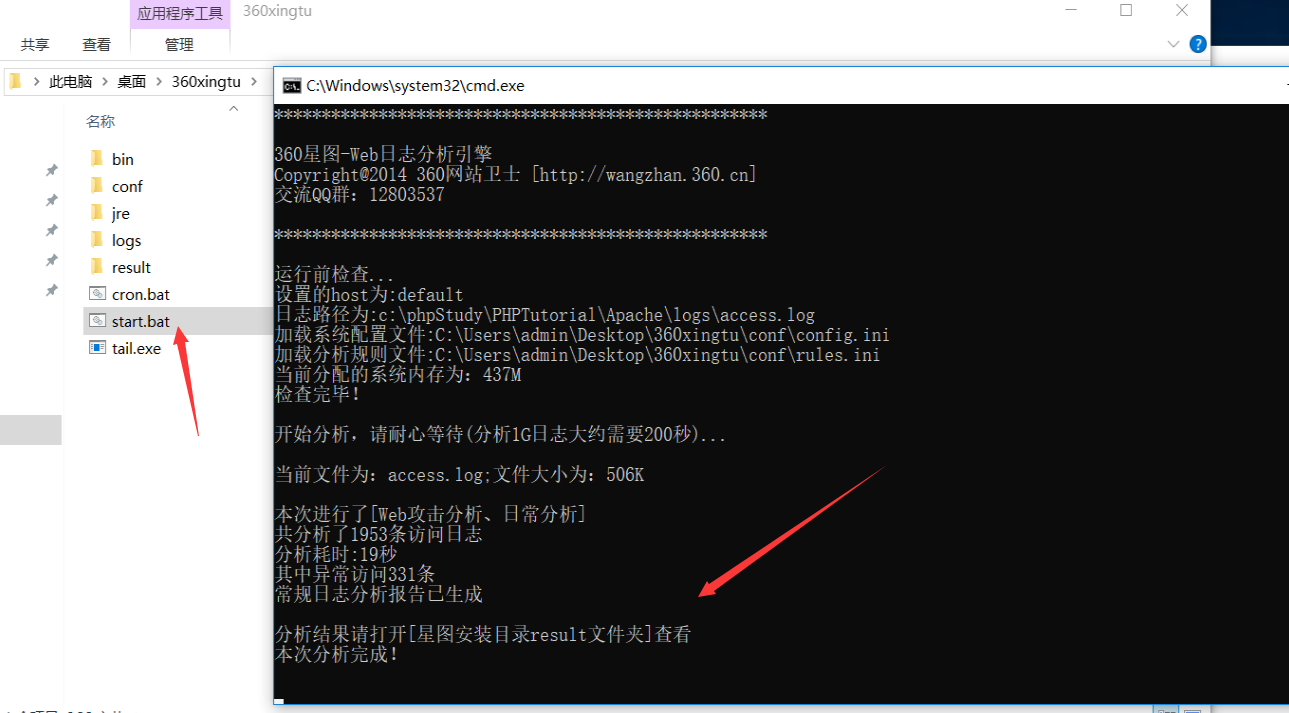 应用程序工具
360xingtu
共享
查看
管理
此电脑 > 桌面 > 360xingtu >
名称
bin
conf
jre
logs
result
cron.bat
start.bat
tail.exe
C:\Windows\system32\cmd.exe
****************************************************
360星图-Web日志分析引擎
Copyright@2014 360网站卫士 [http://wangzhan.360.cn]
交流QQ群：12803537
****************************************************
运行前检查...
设置的host为:default
日志路径为:c:\phpStudy\PHPTutorial\Apache\logs\access.log
加载系统配置文件:C:\Users\admin\Desktop\360xingtu\conf\config.ini
加载分析规则文件:C:\Users\admin\Desktop\360xingtu\conf\rules.ini
当前分配的系统内存为：437M
检查完毕!
开始分析，请耐心等待(分析1G日志大约需要200秒)...
当前文件为：access.log;文件大小为：506K
本次进行了[Web攻击分析、日常分析]
共分析了1953条访问日志
分析耗时:19秒
其中异常访问331条
常规日志分析报告已生成
分析结果请打开[星图安装目录result文件夹]查看
本次分析完成!